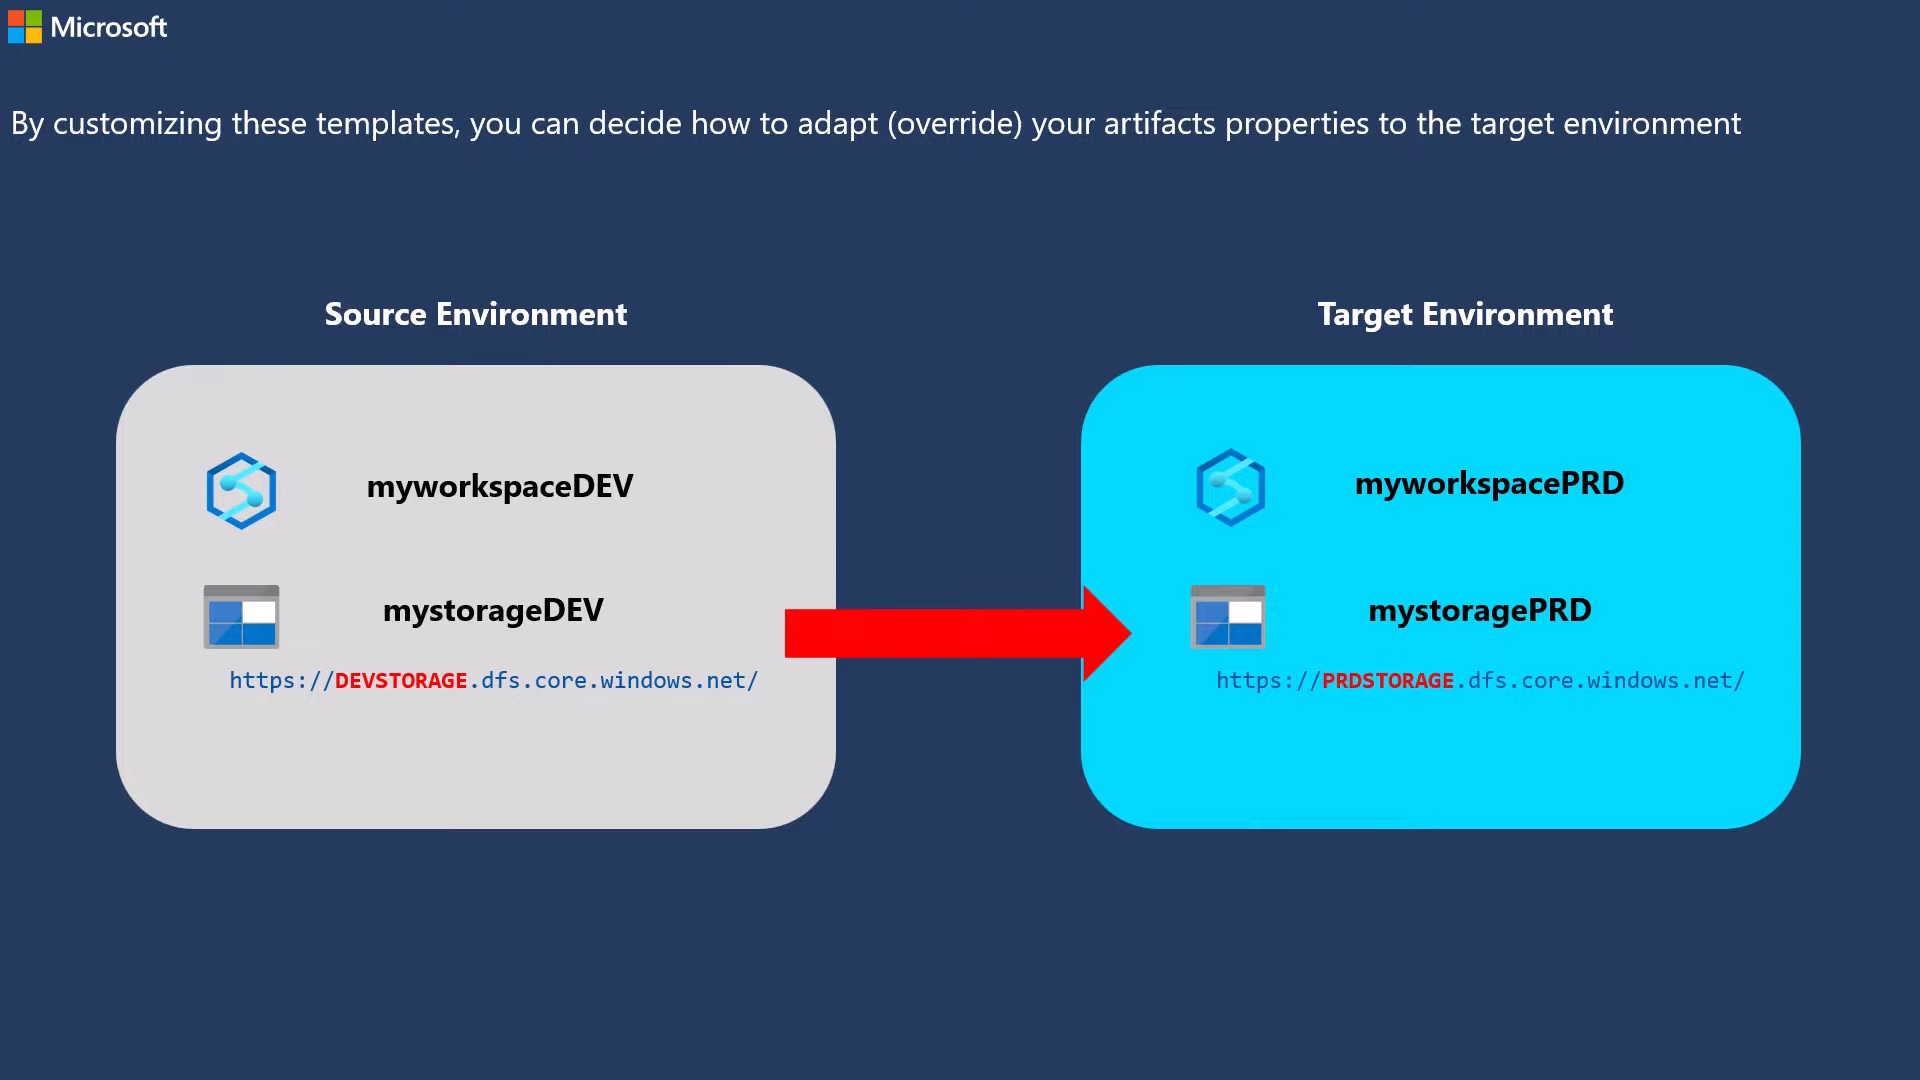 Microsoft
By customizing these templates, you can decide how to adapt (override) your artifacts properties to the target environment
Source Environment
Target Environment
myworkspaceDEV
myworkspacePRD
mystorageDEV
mystoragePRD
https://DEVSTORAGE.dfs.core.windows.net/
https://PRDSTORAGE.dfs.core.windows.net/